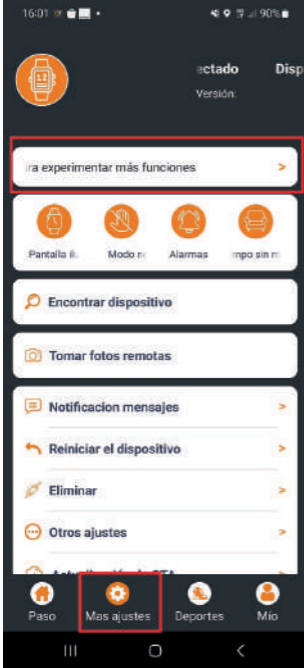 16:01
90%
ectado Disp
Versión:
ra experimentar más funciones >
Pantalla Modo Alarmas mpo sin
Encontrar dispositivo
Tomar fotos remotas
Notificacion mensajes >
Reiniciar el dispositivo >
Eliminar >
Otros ajustes >
Paso Mas ajustes Deportes Mío